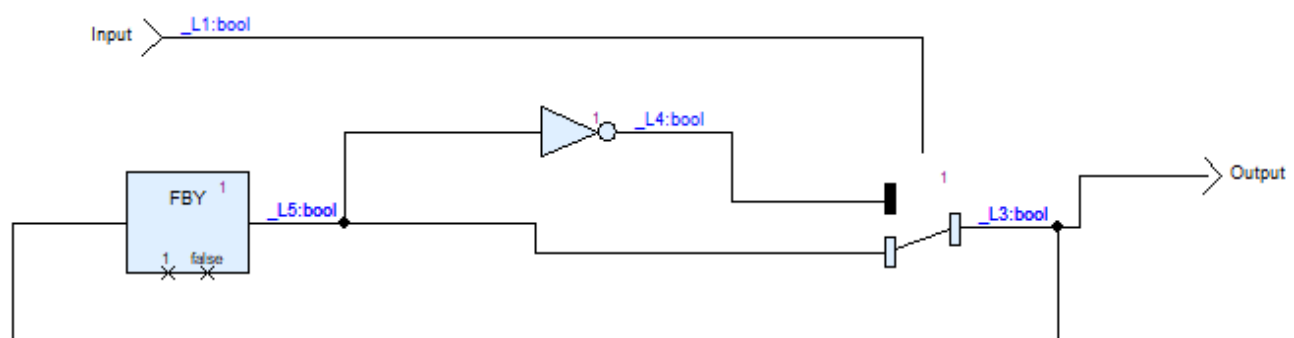 Input
_L1:bool
1
_L4:bool
FBY
1
_L5:bool
1
false
1
_L3:bool
Output